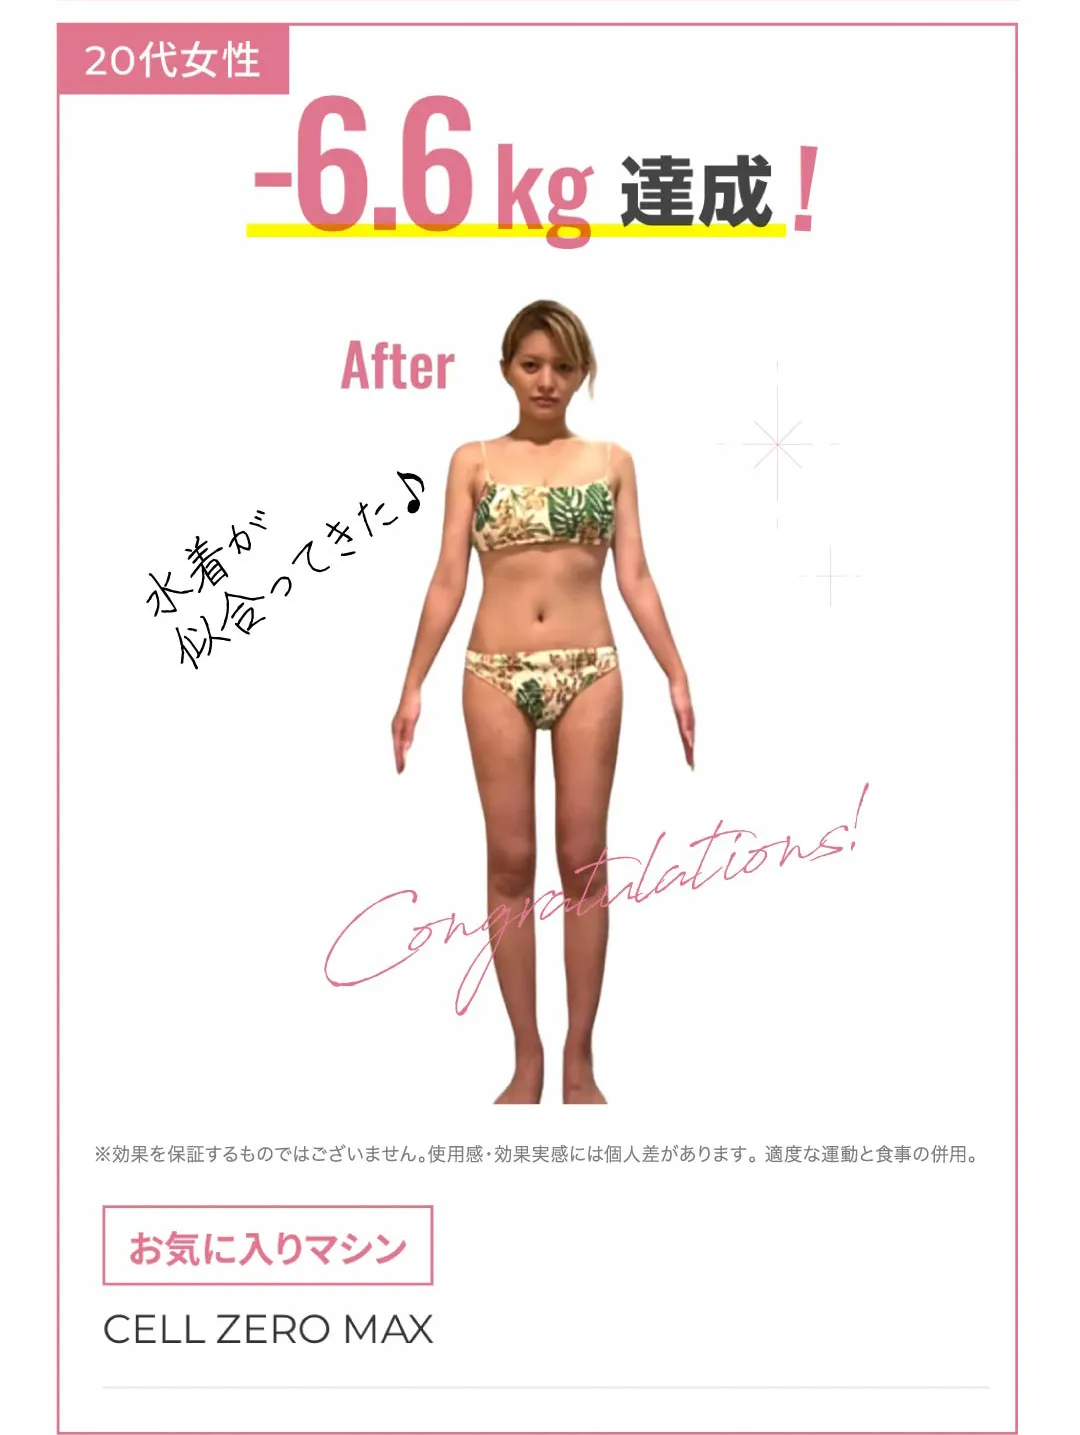 20代女性
-6.6kg 達成!
After
水着が
似合ってきた♪
Congratulations!
※効果を保証するものではございません。使用感・効果実感には個人差があります。適度な運動と食事の併用。
お気に入りマシン
CELL ZERO MAX